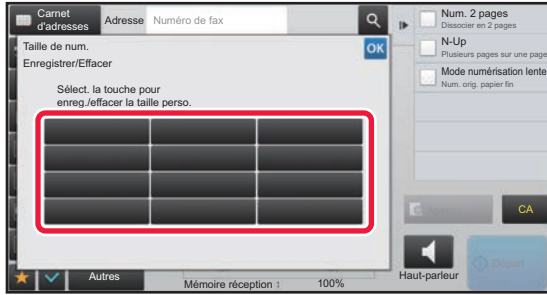 Carnet
d'adresses
Adresse
Numéro de fax
Taille de num.
OK
Enregistrer/Effacer
Sélect. la touche pour
enreg./effacer la taille perso.
Autres
Mémoire réception :
100%
Num. 2 pages
Dissocier en 2 pages
N-Up
Plusieurs pages sur une page
Mode numérisation lente
Num. orig. papier fin
CA
Haut-parleur
Départ